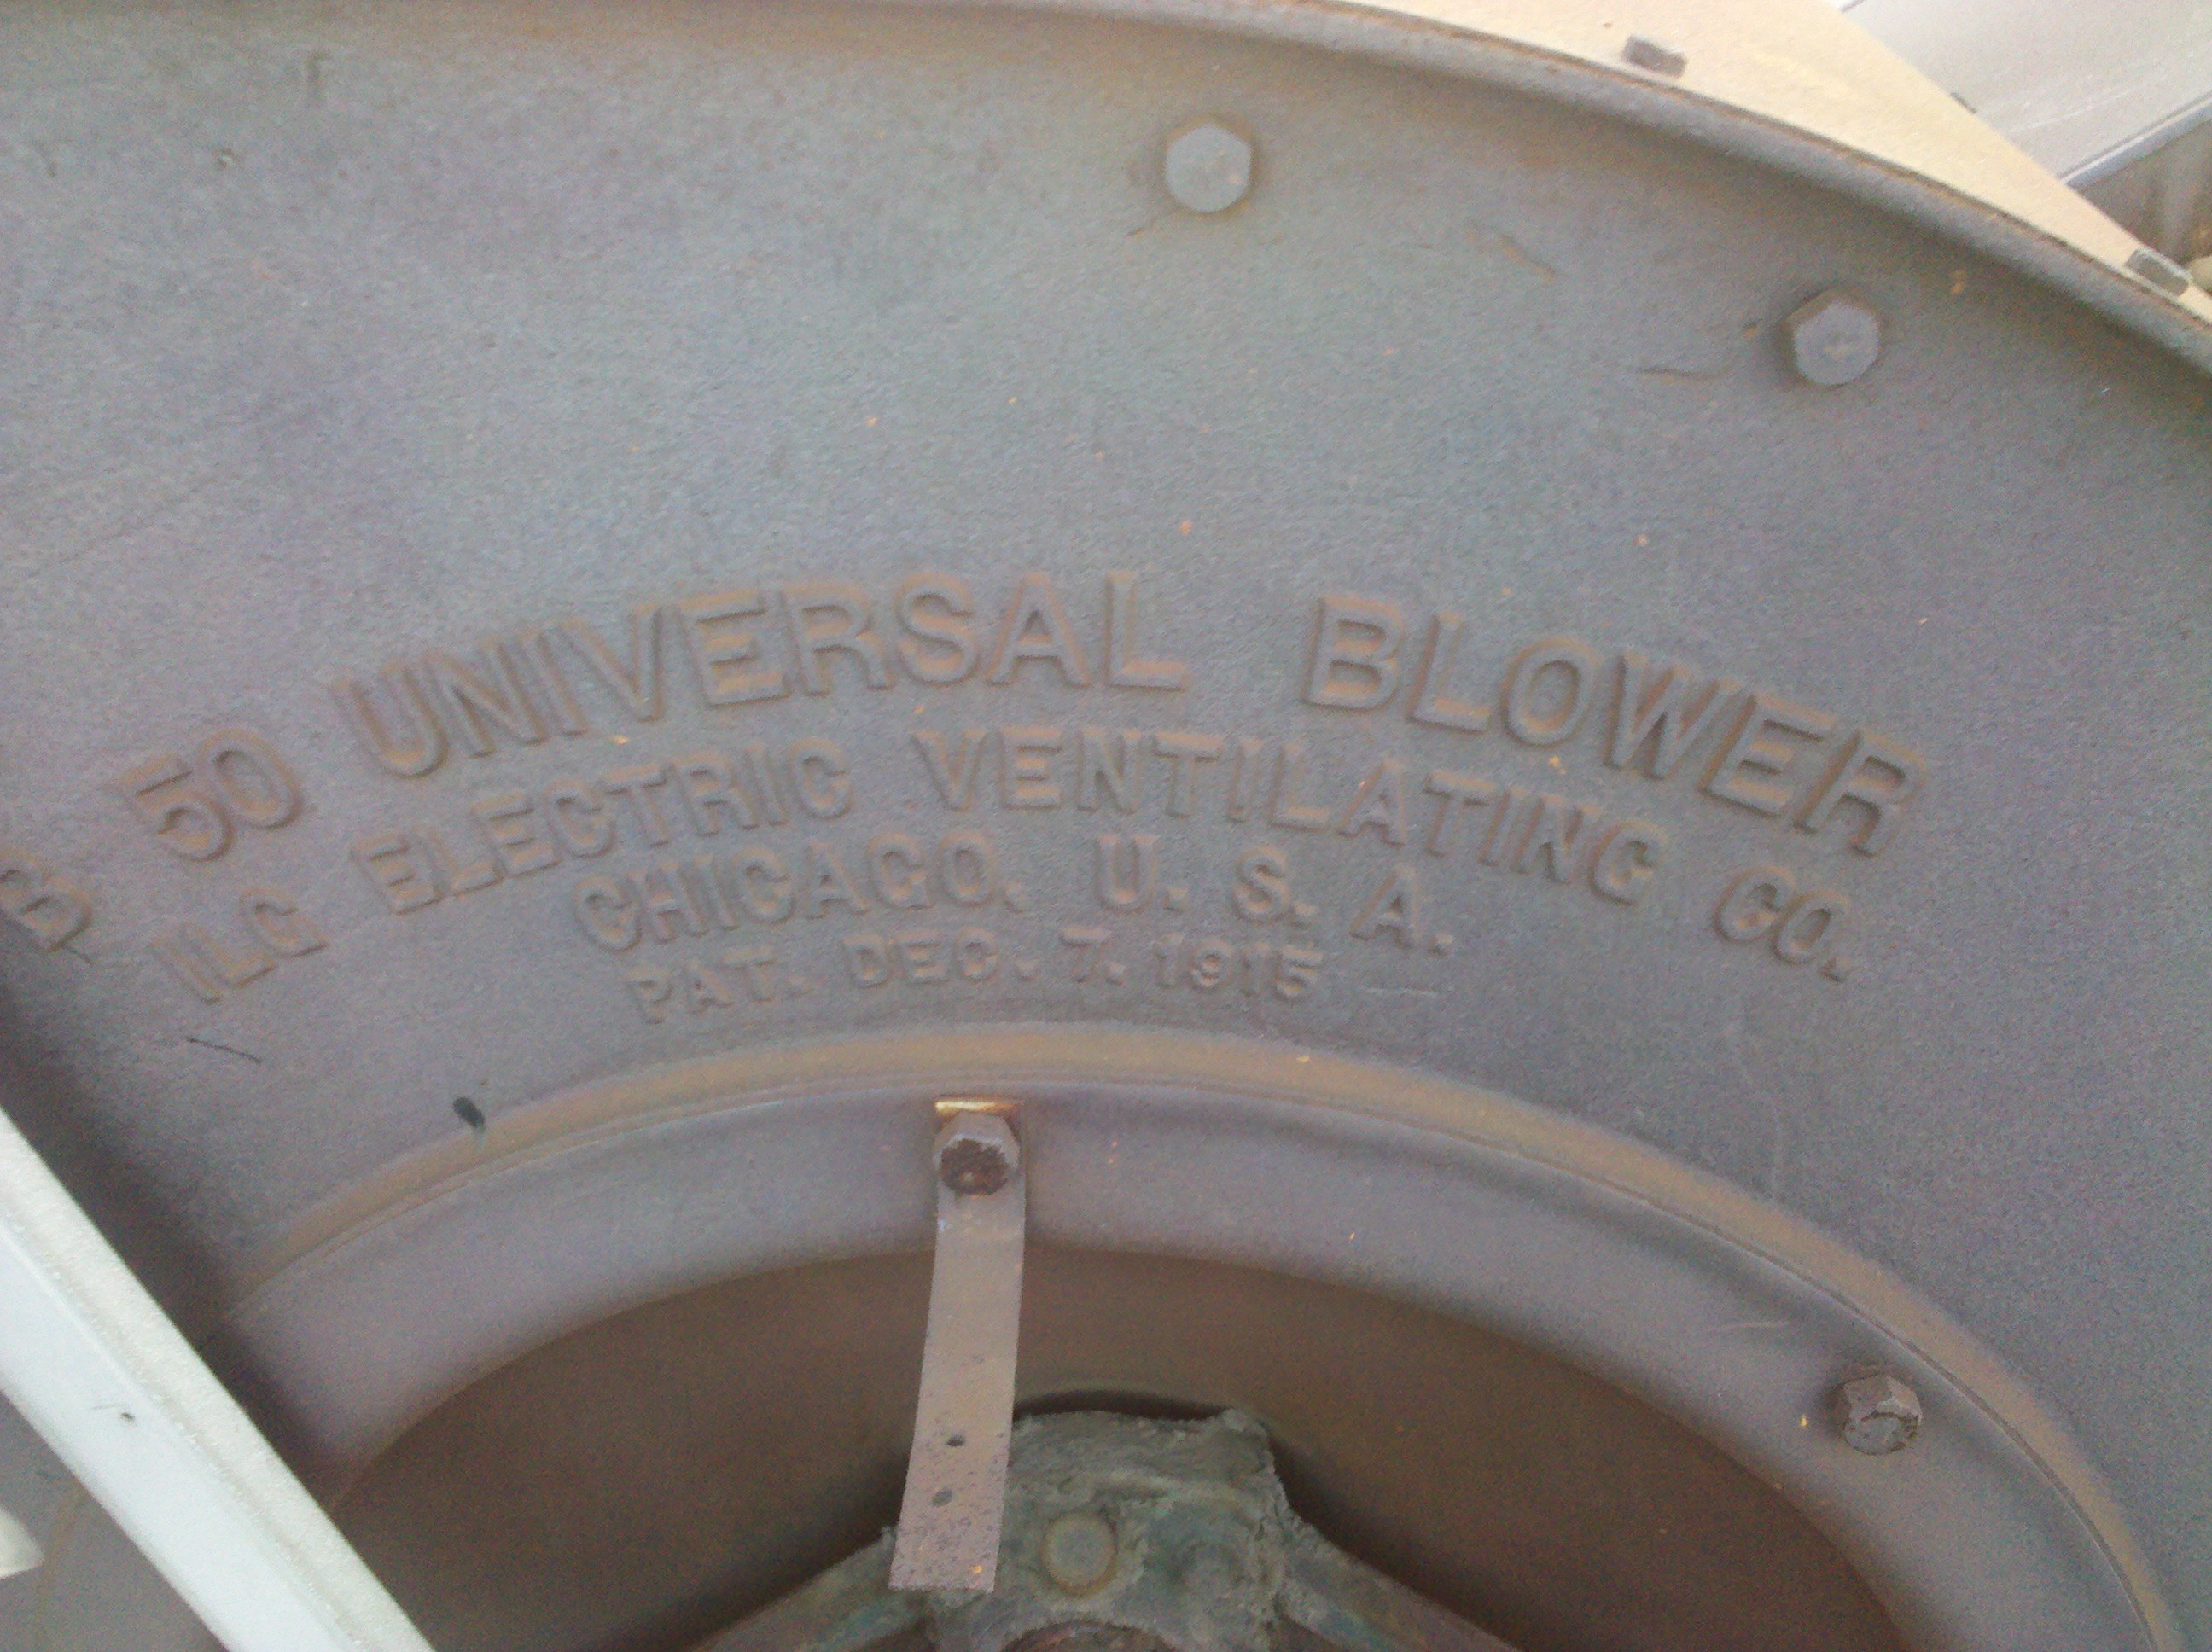 B 50 UNIVERSAL BLOWER
ILG ELECTRIC VENTILATING CO.
CHICAGO. U. S. A.
PAT. DEC. 7. 1915